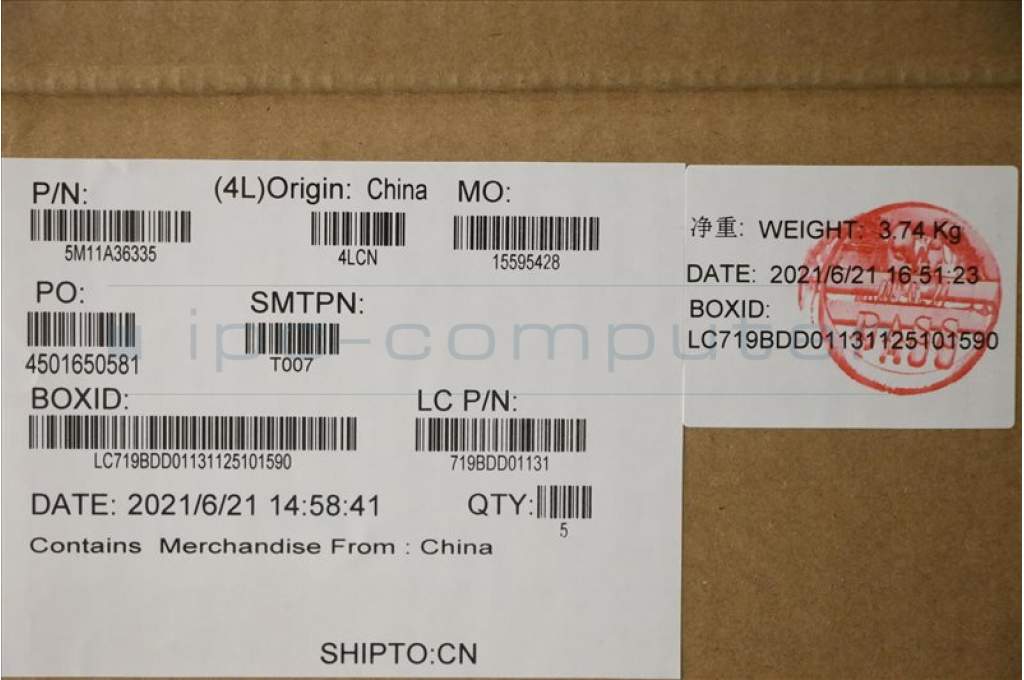 P/N:
5M11A36335
(4L)Origin: China
4LCN
MO:
15595428
PO:
4501650581
SMTPN:
T007
BOXID:
LC719BDD01131125101590
LC P/N:
719BDD01131
DATE: 2021/6/21 14:58:41
QTY:
5
Contains Merchandise From : China
SHIPTO:CN
净重: WEIGHT: 3.74 Kg
DATE: 2021/6/21 16:51:23
BOXID:
LC719BDD01131125101590
PASS
ipc-computer